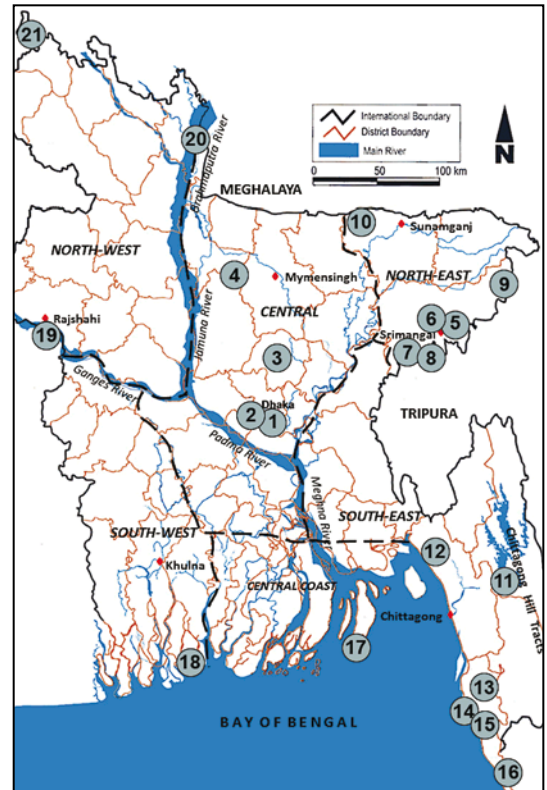 21
International Boundary
District Boundary
Main River
0 50 100 km
N
20
Brahmaputra River
MEGHALAYA
10
Sunamganj
NORTH-WEST
NORTH-EAST
4
Mymensingh
9
CENTRAL
Jamuna River
Rajshahi
19
6
5
Srimangal
7
8
3
Ganges River
Dhaka
2
1
TRIPURA
Padma River
Meghna River
SOUTH-WEST
SOUTH-EAST
12
Chittagong Hill Tracts
Khulna
11
CENTRAL COAST
Chittagong
17
18
13
14
15
BAY OF BENGAL
16